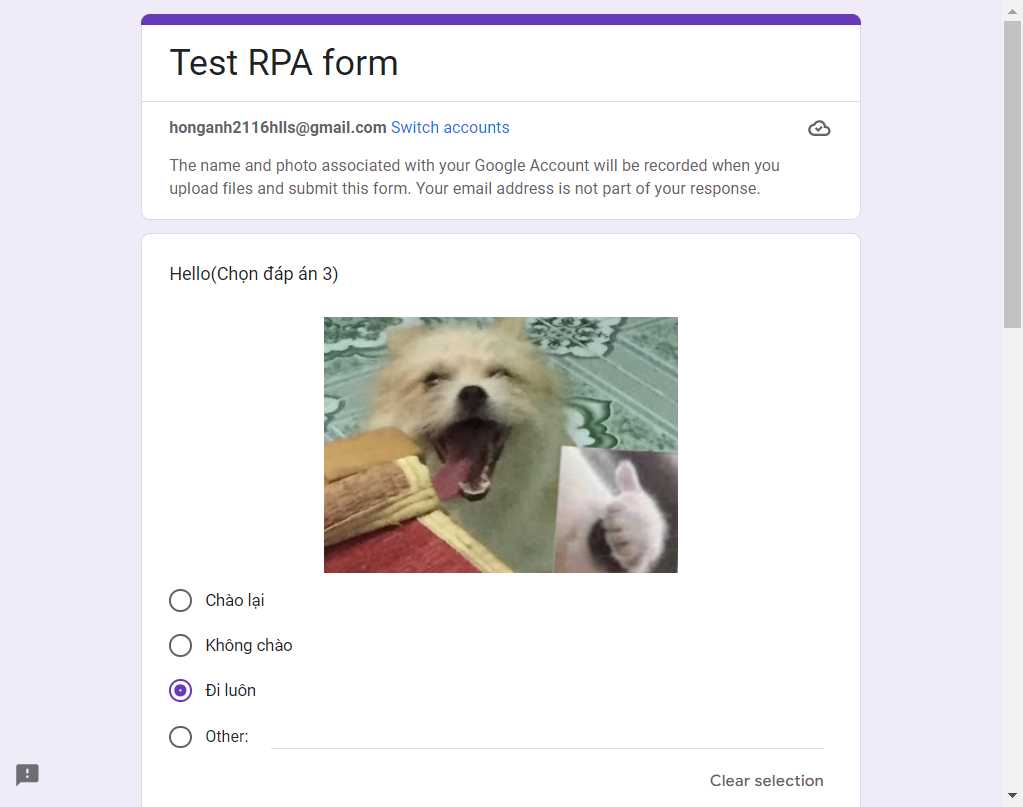 Test RPA form
honganh2116hlls@gmail.com Switch accounts
The name and photo associated with your Google Account will be recorded when you
upload files and submit this form. Your email address is not part of your response.
Hello(Chọn đáp án 3)
Chào lại
Không chào
Đi luôn
Other:
Clear selection